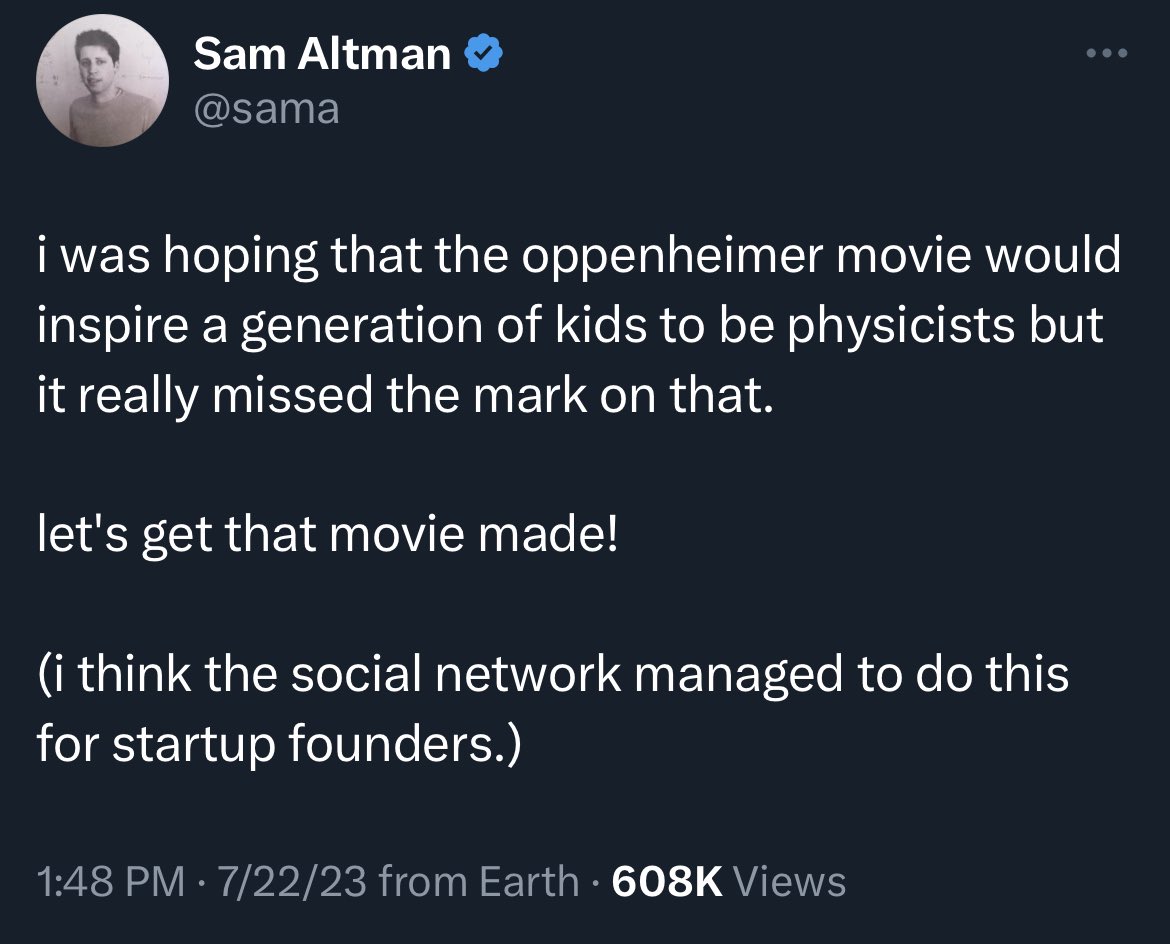 Sam Altman
@sama
i was hoping that the oppenheimer movie would
inspire a generation of kids to be physicists but
it really missed the mark on that.
let's get that movie made!
(i think the social network managed to do this
for startup founders.)
1:48 PM · 7/22/23 from Earth · 608K Views